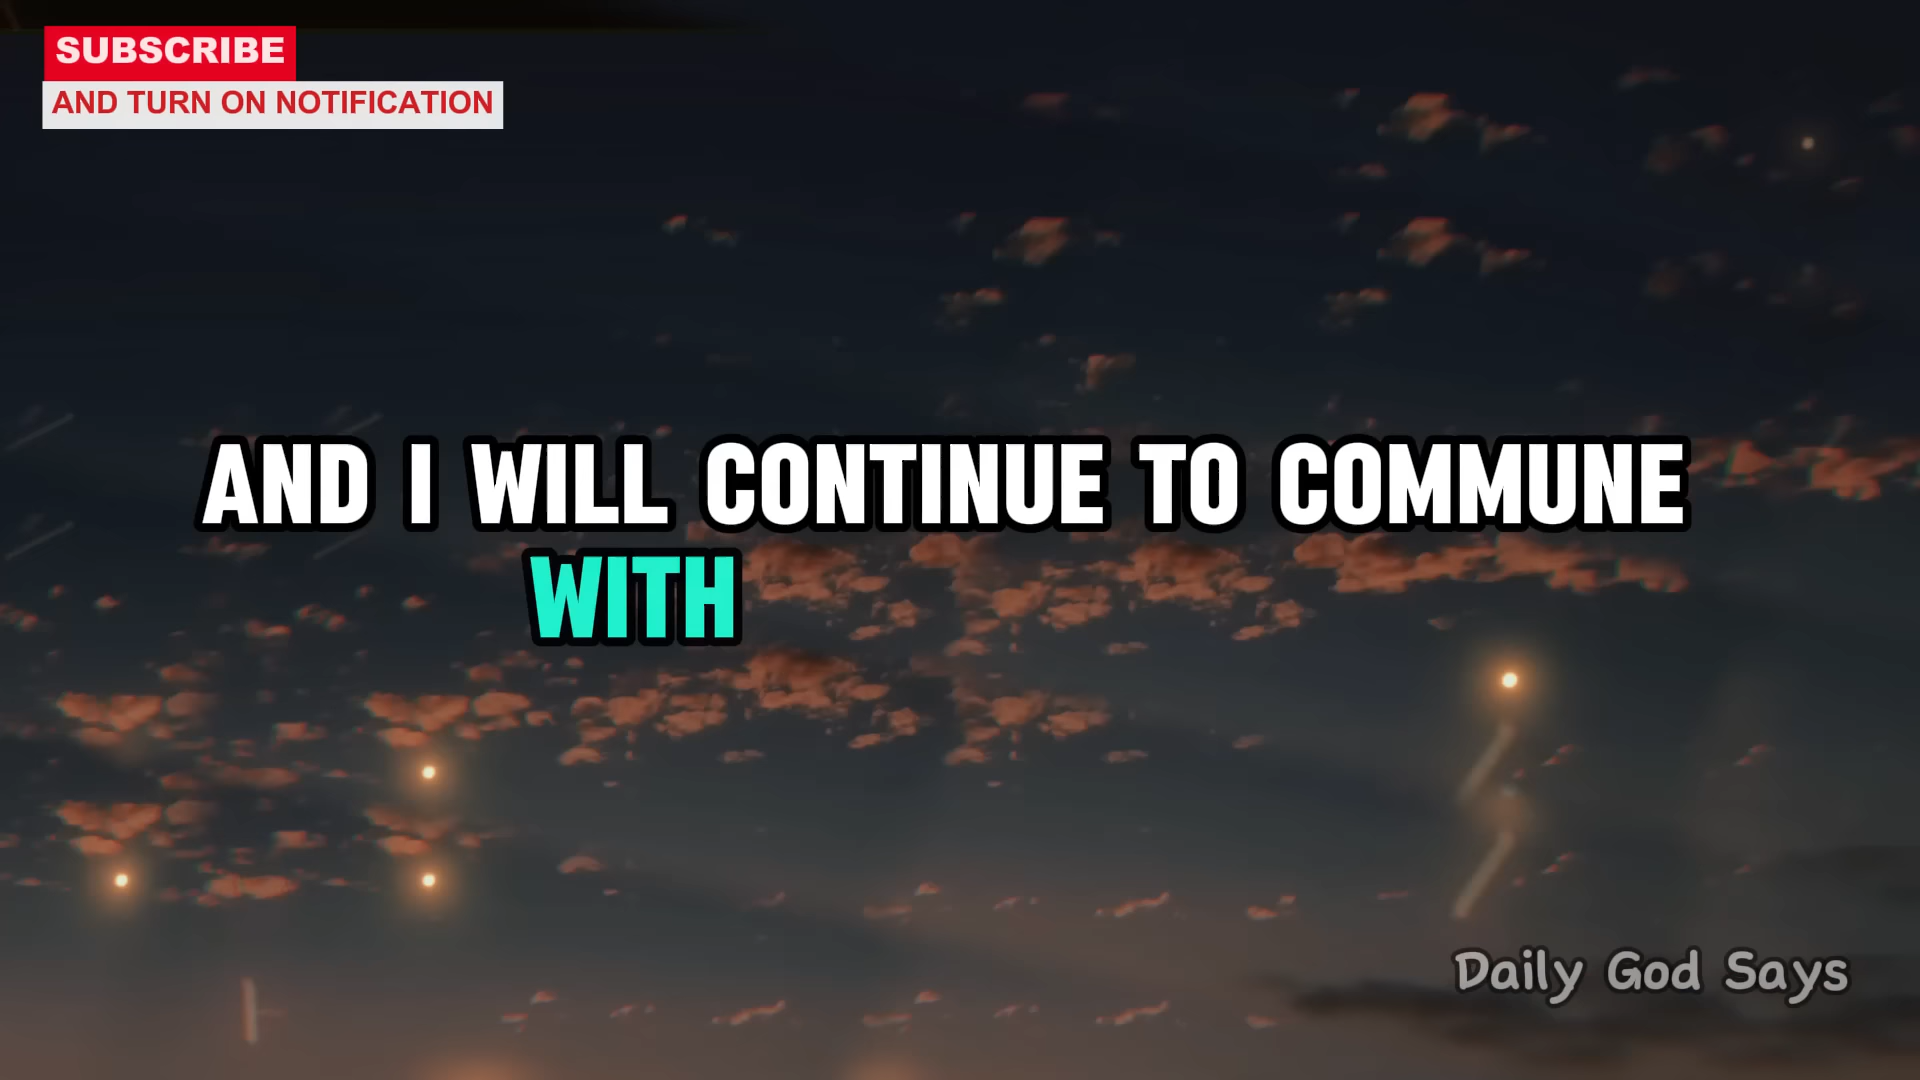 SUBSCRIBE
AND TURN ON NOTIFICATION
AND I WILL CONTINUE TO COMMUNE
WITH
Daily God Says